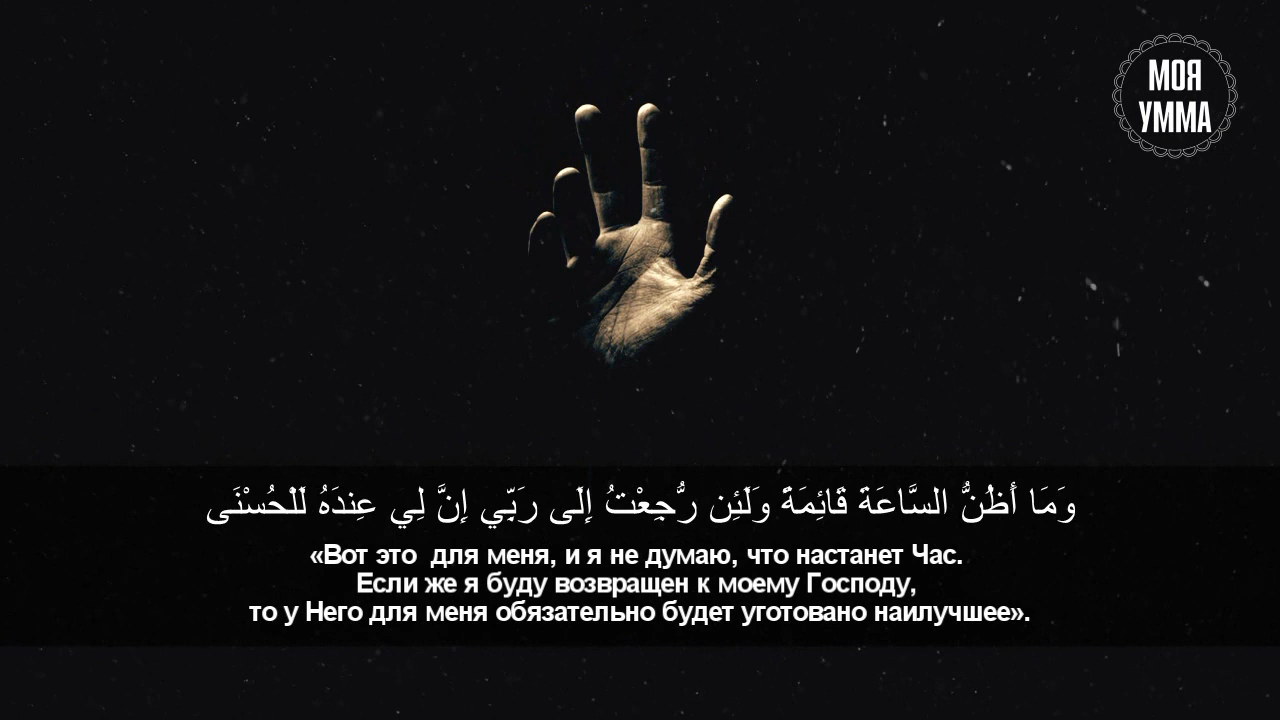 МОЯ
УММА
وَمَا أَظُنُّ السَّاعَةَ قَائِمَةً وَلَئِن رُّجِعْتُ إِلَى رَبِّي إِنَّ لِي عِندَهُ لَلْحُسْنَى
«Вот это для меня, и я не думаю, что настанет Час.
Если же я буду возвращен к моему Господу,
то у Него для меня обязательно будет уготовано наилучшее».